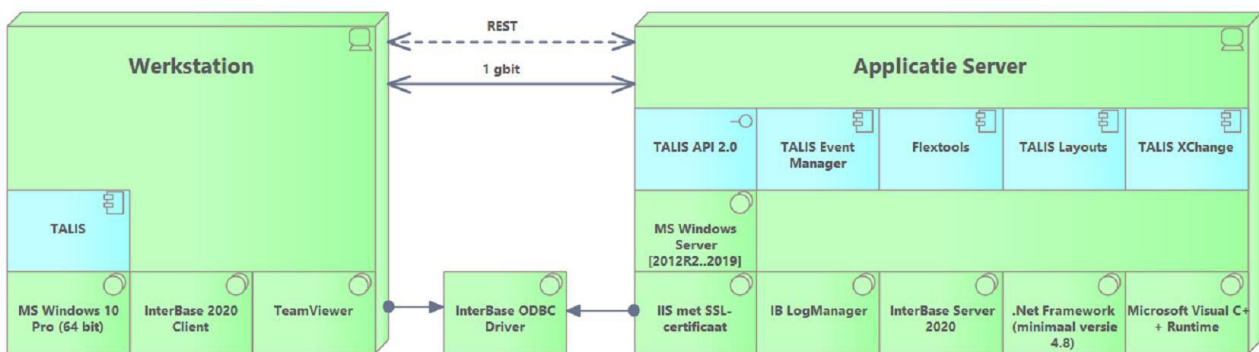 REST
Werkstation
Applicatie Server
1 gbit
TALIS API 2.0
TALIS Event
Manager
Flextools
TALIS Layouts
TALIS XChange
TALIS
MS Windows
Server
[2012R2..2019]
MS Windows 10
Pro (64 bit)
InterBase 2020
Client
TeamViewer
InterBase ODBC
Driver
IIS met SSL-
certificaat
IB LogManager
InterBase Server
2020
.Net Framework
(minimaal versie
4.8)
Microsoft Visual C+
+ Runtime